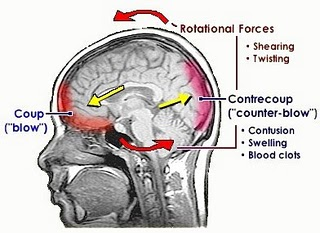 Rotational Forces
• Shearing
• Twisting
Coup
("blow")
Contrecoup
("counter-blow")
• Contusion
• Swelling
• Blood clots